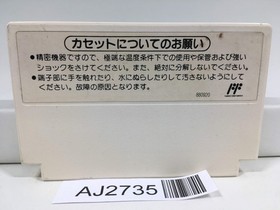 カセットについてのお願い
●精密機器ですので、極端な温度条件下での使用や保管および強い
ショックをさけてください。また、絶対に分解しないでください。
●端子部に手を触れたり、水にぬらしたりして汚さないようにして
ください。故障の原因となります。
AJ2735